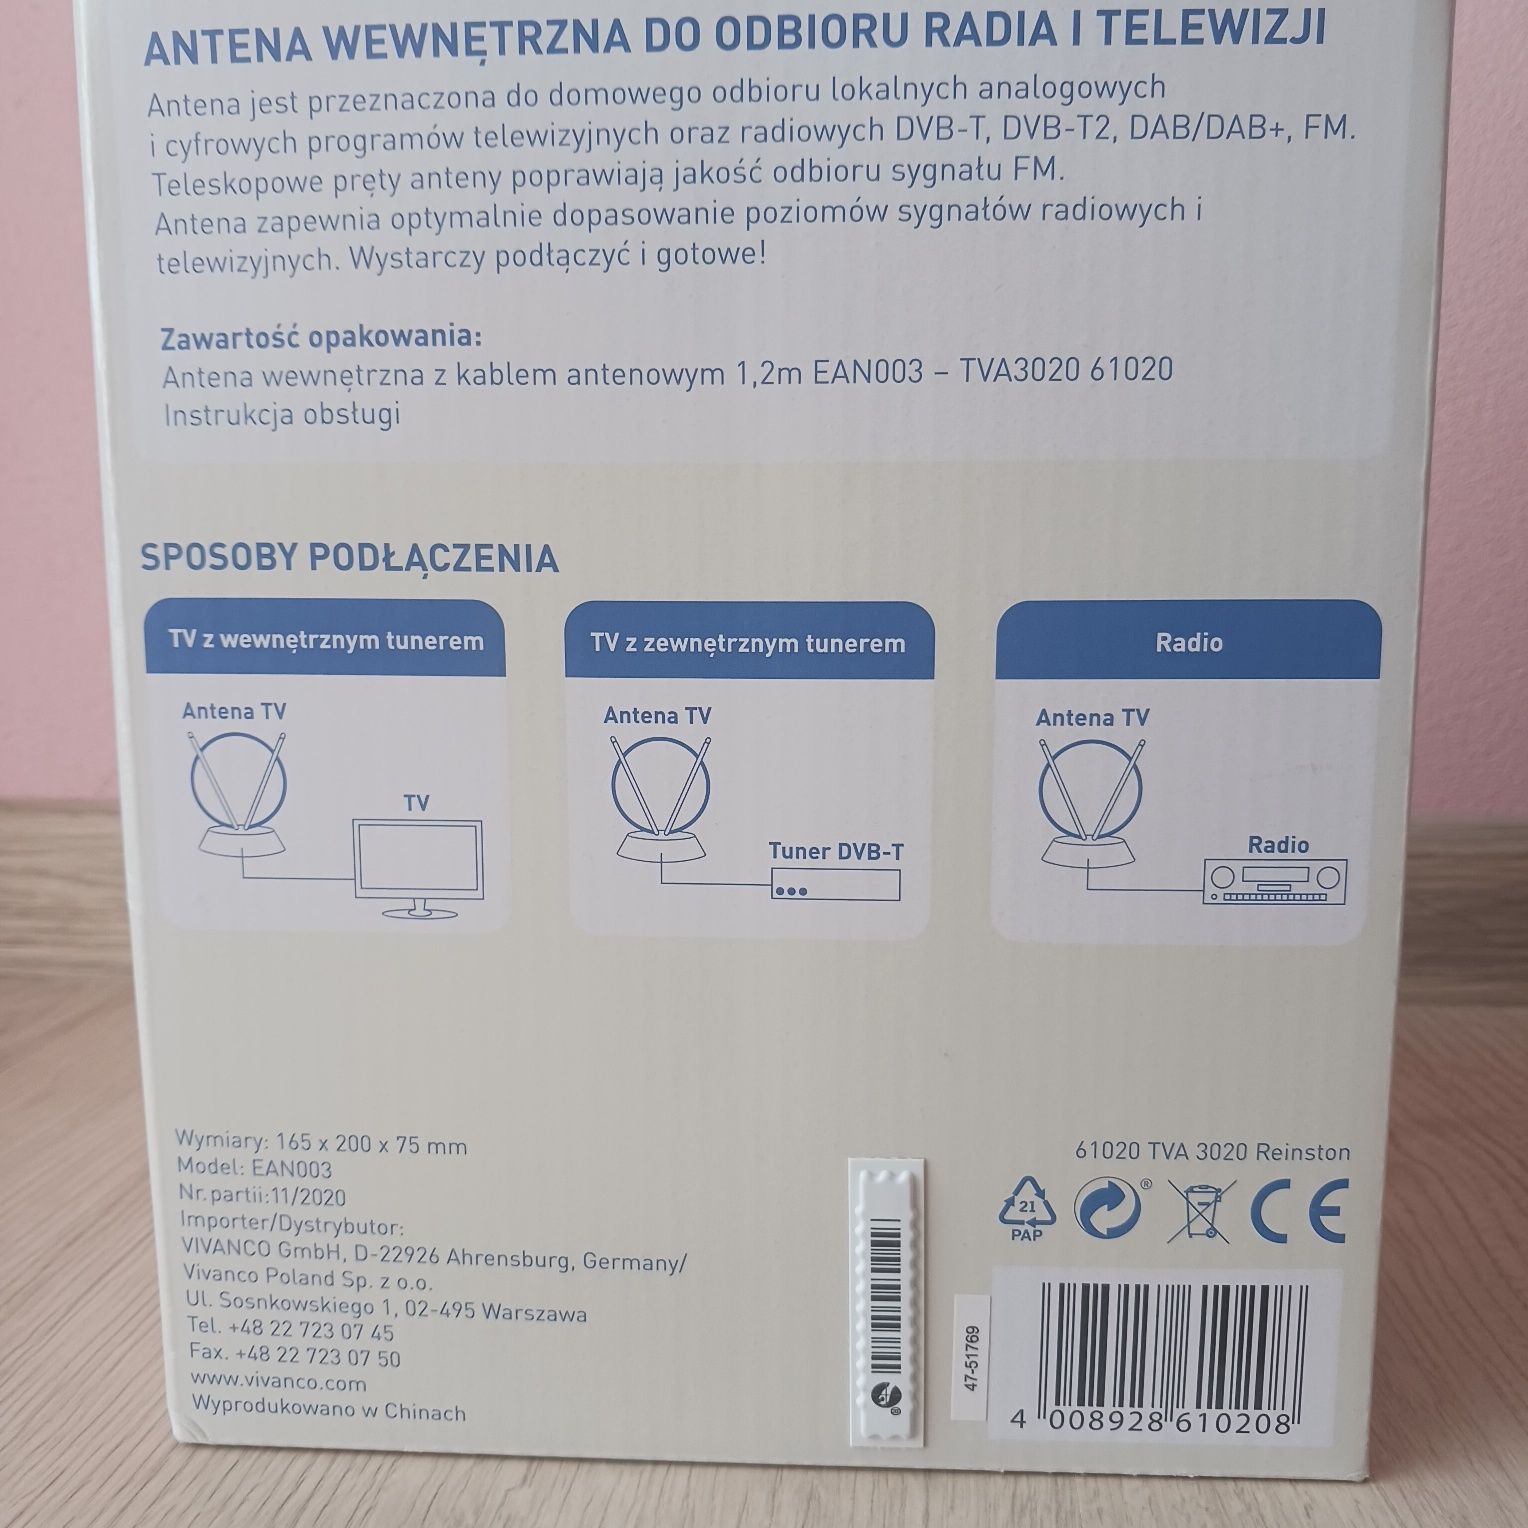 ANTENA WEWNĘTRZNA DO ODBIORU RADIA I TELEWIZJI
Antena jest przeznaczona do domowego odbioru lokalnych analogowych
i cyfrowych programów telewizyjnych oraz radiowych DVB-T, DVB-T2, DAB/DAB+, FM.
Teleskopowe pręty anteny poprawiają jakość odbioru sygnału FM.
Antena zapewnia optymalnie dopasowanie poziomów sygnałów radiowych i
telewizyjnych. Wystarczy podłączyć i gotowe!
Zawartość opakowania:
Antena wewnętrzna z kablem antenowym 1,2m EAN003 – TVA3020 61020
Instrukcja obsługi
SPOSOBY PODŁĄCZENIA
TV z wewnętrznym tunerem
Antena TV
TV
TV z zewnętrznym tunerem
Antena TV
Tuner DVB-T
Radio
Antena TV
Radio
Wymiary: 165 x 200 x 75 mm
Model: EAN003
Nr.partii:11/2020
Importer/Dystrybutor:
VIVANCO GmbH, D-22926 Ahrensburg, Germany/
Vivanco Poland Sp. z o.o.
Ul. Sosnkowskiego 1, 02-495 Warszawa
Tel. +48 22 723 07 45
Fax. +48 22 723 07 50
www.vivanco.com
Wyprodukowano w Chinach
61020 TVA 3020 Reinston
21
PAP
®
CE
47-51769
4 008928 610208